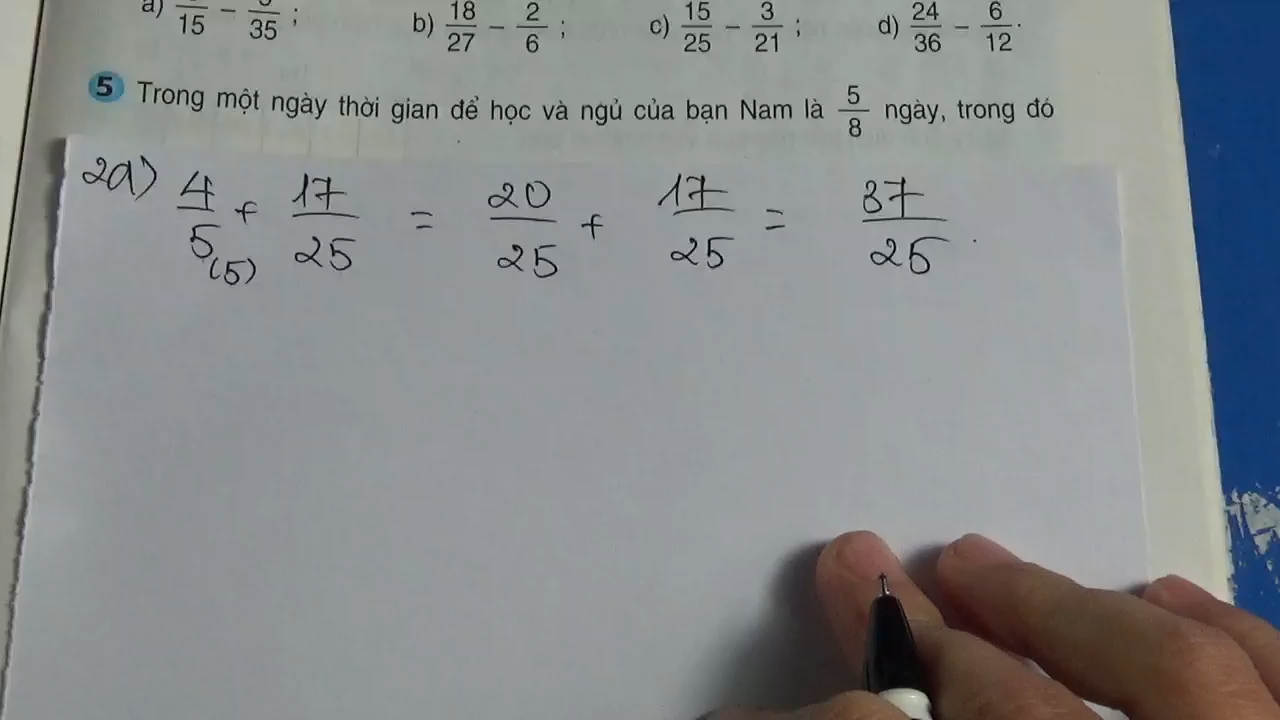 a) /15 − /35 ; b) 18/27 − 2/6 ; c) 15/25 − 3/21 ; d) 24/36 − 6/12 .
5 Trong một ngày thời gian để học và ngủ của bạn Nam là 5/8 ngày, trong đó
2a) 4/5 (5) + 17/25 = 20/25 + 17/25 = 37/25 .